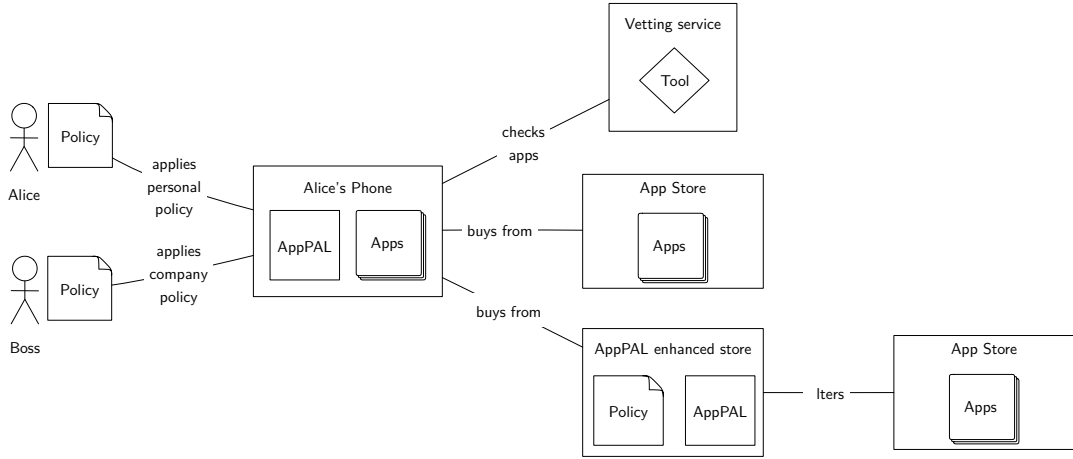 Vetting service
Tool
Policy
Alice
applies
personal
policy
checks
apps
Alice's Phone
AppPAL
Apps
App Store
Apps
buys from
Policy
Boss
applies
company
policy
buys from
AppPAL enhanced store
Policy
AppPAL
lters
App Store
Apps